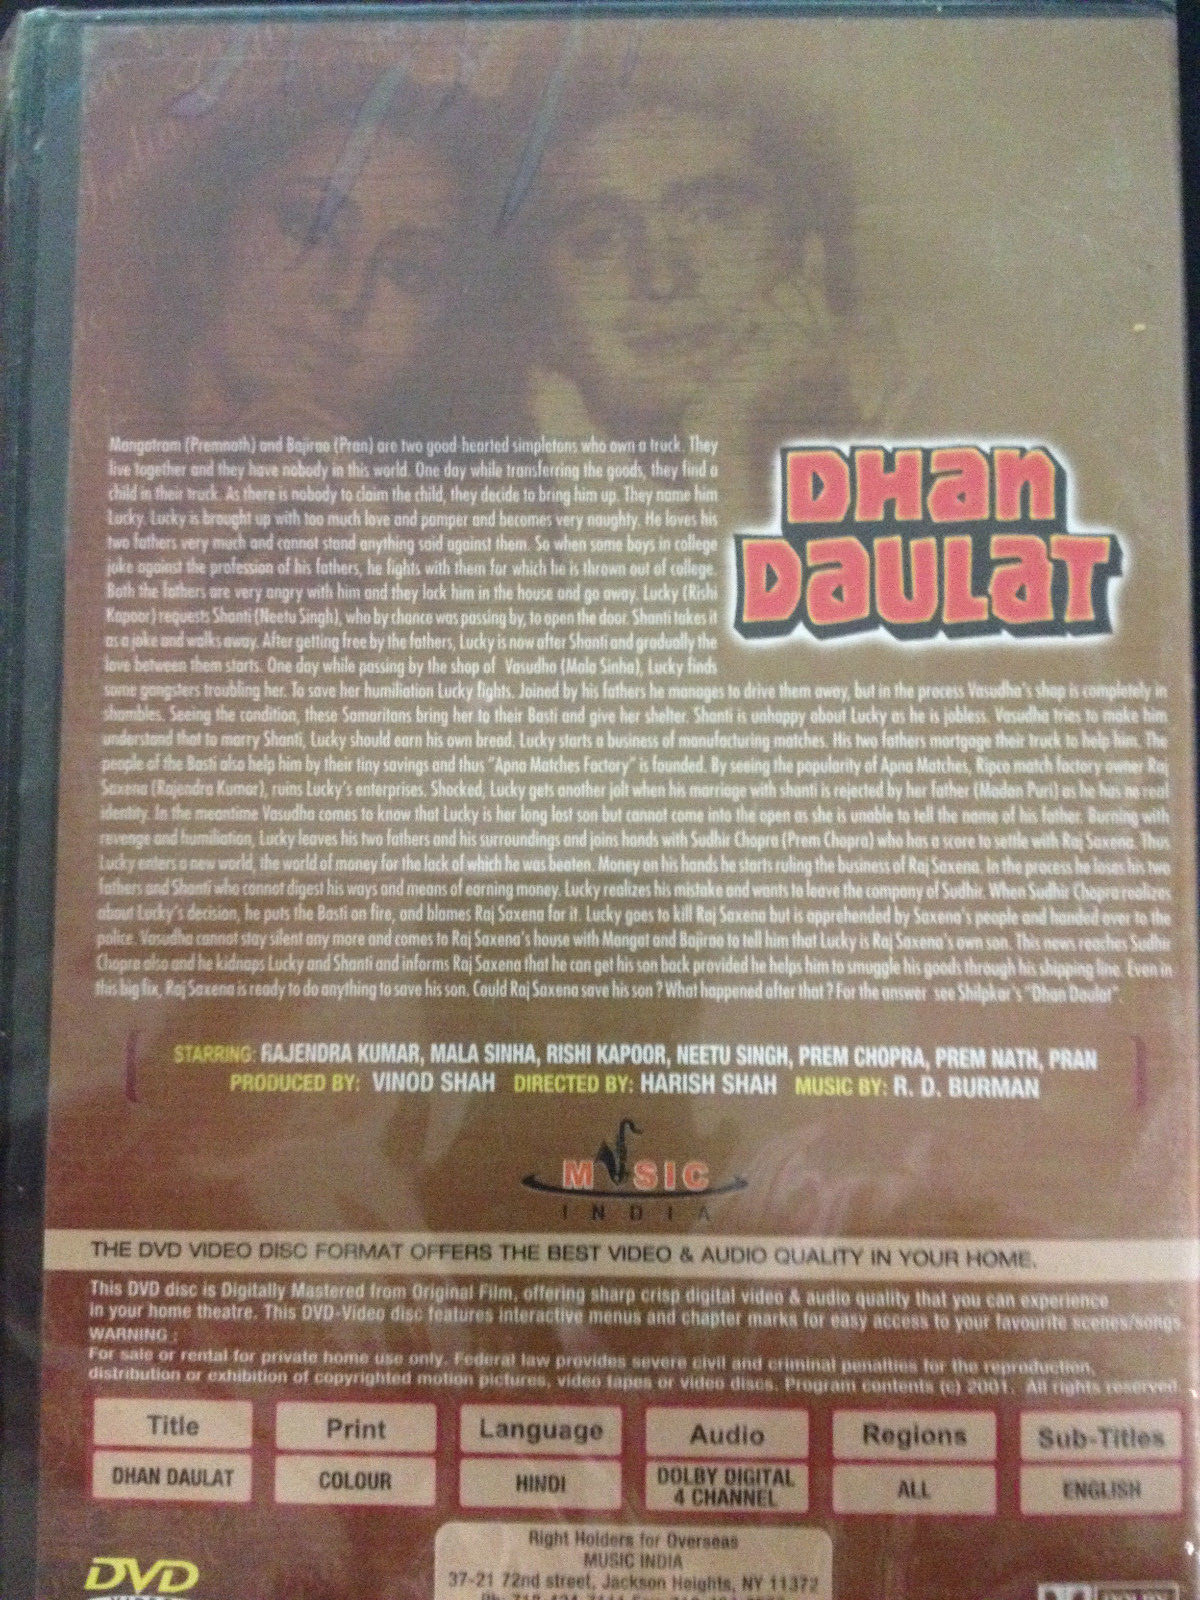 Mangatram (Premnath) and Bajirao (Pran) are two good-hearted simpletons who own a truck. They
live together and they have nobody in this world. One day while transferring the goods, they find a
child in their truck. As there is nobody to claim the child, they decide to bring him up. They name him
Lucky. Lucky is brought up with too much love and pamper and becomes very naughty. He loves his
two fathers very much and cannot stand anything said against them. So when some boys in college
joke against the profession of his fathers, he fights with them for which he is thrown out of college.
Both the fathers are very angry with him and they lock him in the house and go away. Lucky (Rishi
Kapoor) requests Shanti (Neetu Singh), who by chance was passing by, to open the door. Shanti takes it
as a joke and walks away. After getting free by the fathers, Lucky is now after Shanti and gradually the
love between them starts. One day while passing by the shop of Vasudha (Mala Sinha), Lucky finds
DHAN
DAULAT
some gangsters troubling her. To save her humiliation Lucky fights. Joined by his fathers he manages to drive them away, but in the process Vasudha's shop is completely in
shambles. Seeing the condition, these Samaritans bring her to their Basti and give her shelter. Shanti is unhappy about Lucky as he is jobless. Vasudha tries to make him
understand that to marry Shanti, Lucky should earn his own bread. Lucky starts a business of manufacturing matches. His two fathers mortgage their truck to help him. The
people of the Basti also help him by their tiny savings and thus "Apna Matches Factory" is founded. By seeing the popularity of Apna Matches, Ripco match factory owner Raj
Saxena (Rajendra Kumar), ruins Lucky's enterprises. Shocked, Lucky gets another jolt when his marriage with shanti is rejected by her father (Madan Puri) as he has no real
identity. In the meantime Vasudha comes to know that Lucky is her long lost son but cannot come into the open as she is unable to tell the name of his father. Burning with
revenge and humiliation, Lucky leaves his two fathers and his surroundings and joins hands with Sudhir Chopra (Prem Chopra) who has a score to settle with Raj Saxena. Thus
Lucky enters a new world, the world of money for the lack of which he was beaten. Money on his hands he starts ruling the business of Raj Saxena. In the process he loses his two
fathers and Shanti who cannot digest his ways and means of earning money. Lucky realizes his mistake and wants to leave the company of Sudhir. When Sudhir Chopra realizes
about Lucky's decision, he puts the Basti on fire, and blames Raj Saxena for it. Lucky goes to kill Raj Saxena but is apprehended by Saxena's people and handed over to the
police. Vasudha cannot stay silent any more and comes to Raj Saxena's house with Mangat and Bajirao to tell him that Lucky is Raj Saxena's own son. This news reaches Sudhir
Chopra also and he kidnaps Lucky and Shanti and informs Raj Saxena that he can get his son back provided he helps him to smuggle his goods through his shipping line. Even in
this big fix, Raj Saxena is ready to do anything to save his son. Could Raj Saxena save his son ? What happened after that ? For the answer see Shilpkar's "Dhan Daulat".
STARRING: RAJENDRA KUMAR, MALA SINHA, RISHI KAPOOR, NEETU SINGH, PREM CHOPRA, PREM NATH, PRAN
PRODUCED BY: VINOD SHAH DIRECTED BY: HARISH SHAH MUSIC BY: R. D. BURMAN
MUSIC
INDIA
THE DVD VIDEO DISC FORMAT OFFERS THE BEST VIDEO & AUDIO QUALITY IN YOUR HOME.
This DVD disc is Digitally Mastered from Original Film, offering sharp crisp digital video & audio quality that you can experience
in your home theatre. This DVD-Video disc features interactive menus and chapter marks for easy access to your favourite scenes/songs
WARNING :
For sale or rental for private home use only. Federal law provides severe civil and criminal penalties for the reproduction,
distribution or exhibition of copyrighted motion pictures, video tapes or video discs. Program contents (c) 2001. All rights reserved
Title Print Language Audio Regions Sub-Titles
DHAN DAULAT COLOUR HINDI DOLBY DIGITAL 4 CHANNEL ALL ENGLISH
Right Holders for Overseas
MUSIC INDIA
37-21 72nd street, Jackson Heights, NY 11372
DVD